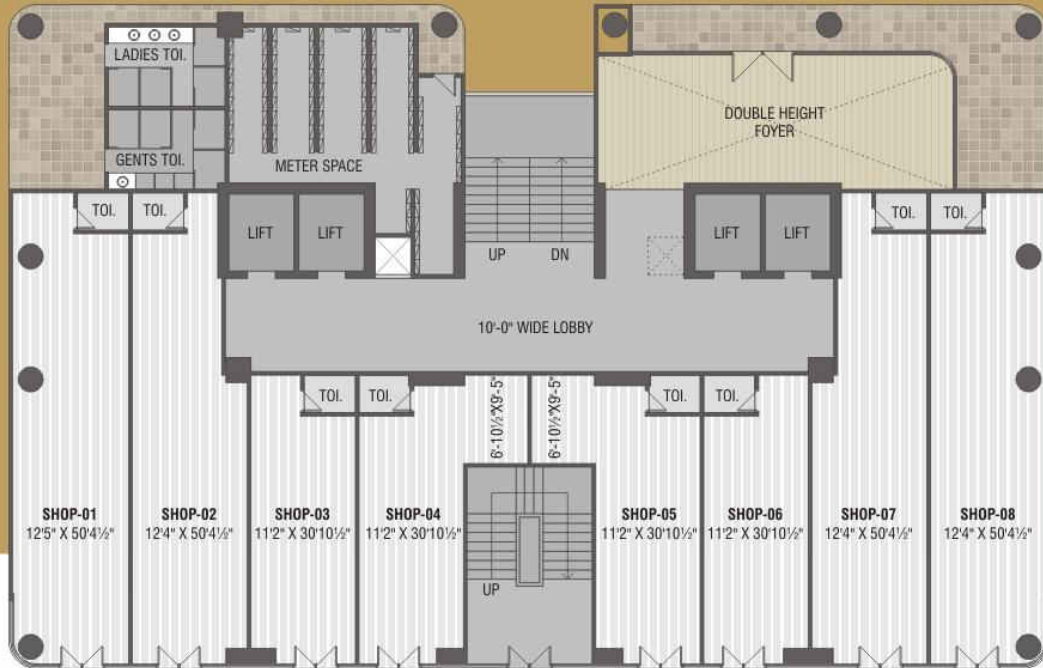 LADIES TOI.
GENTS TOI.
METER SPACE
DOUBLE HEIGHT
FOYER
TOI.
TOI.
LIFT
LIFT
UP
DN
LIFT
LIFT
TOI.
TOI.
10'-0" WIDE LOBBY
TOI.
TOI.
6'-10½"X9'-5"
6'-10½"X9'-5"
TOI.
TOI.
SHOP-01
12'5" X 50'4½"
SHOP-02
12'4" X 50'4½"
SHOP-03
11'2" X 30'10½"
SHOP-04
11'2" X 30'10½"
SHOP-05
11'2" X 30'10½"
SHOP-06
11'2" X 30'10½"
SHOP-07
12'4" X 50'4½"
SHOP-08
12'4" X 50'4½"
UP